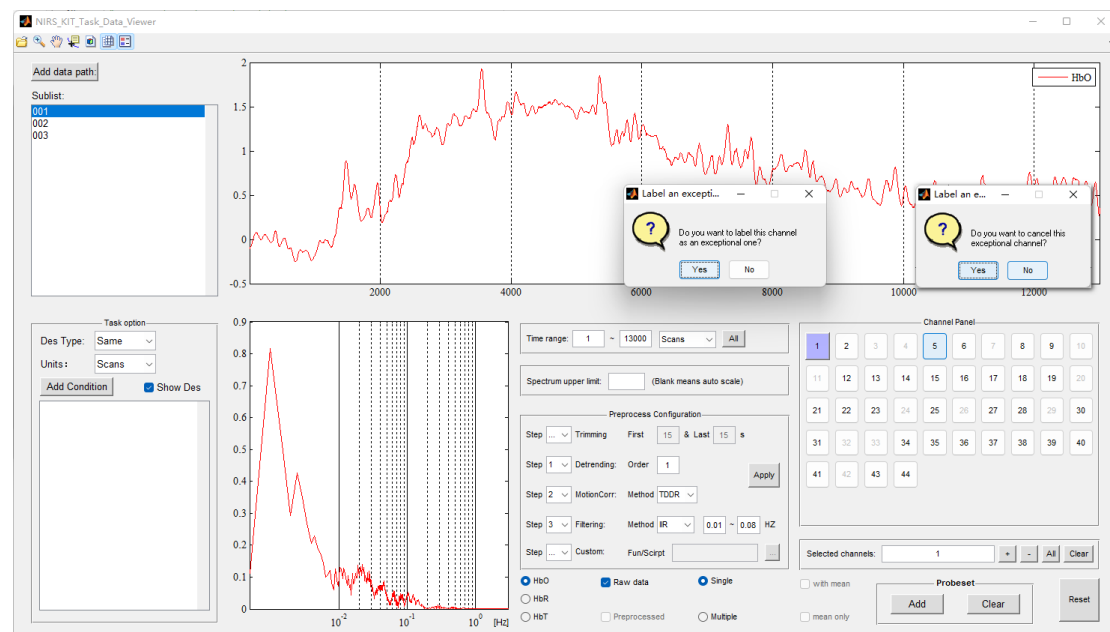 NIRS_KIT_Task_Data_Viewer
Add data path:
Sublist:
001
002
003
2
1.5
1
0.5
0
-0.5
2000
4000
6000
8000
10000
12000
HbO
Label an excepti...
Do you want to label this channel
as an exceptional one?
Yes
No
Label an e...
Do you want to cancel this
exceptional channel?
Yes
No
Task option
Des Type: Same
Units: Scans
Add Condition
Show Des
0.9
0.8
0.7
0.6
0.5
0.4
0.3
0.2
0.1
0
10-2
10-1
100
[Hz]
Time range: 1 ~ 13000 Scans All
Spectrum upper limit: (Blank means auto scale)
Preprocess Configuration
Step ... Trimming First 15 & Last 15 s
Step 1 Detrending: Order 1
Apply
Step 2 MotionCorr: Method TDDR
Step 3 Filtering: Method IIR 0.01 ~ 0.08 HZ
Step ... Custom: Fun/Scirpt ...
HbO Raw data Single
HbR
HbT Preprocessed Multiple
Channel Panel
1 2 3 4 5 6 7 8 9 10
11 12 13 14 15 16 17 18 19 20
21 22 23 24 25 26 27 28 29 30
31 32 33 34 35 36 37 38 39 40
41 42 43 44
Selected channels: 1 + - All Clear
with mean
mean only
Probeset
Add Clear
Reset